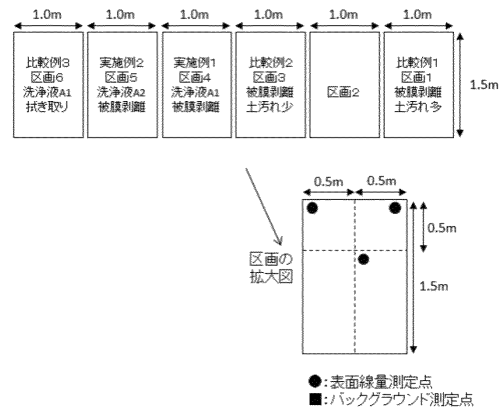 1.0m 1.0m 1.0m 1.0m 1.0m 1.0m
比較例3
区画6
洗浄液A1
拭き取り
実施例2
区画5
洗浄液A2
被膜剥離
実施例1
区画4
洗浄液A1
被膜剥離
比較例2
区画3
被膜剥離
土汚れ少
区画2
比較例1
区画1
被膜剥離
土汚れ多
1.5m
0.5m 0.5m
0.5m
区画の
拡大図
1.5m
●:表面線量測定点
■:バックグラウンド測定点